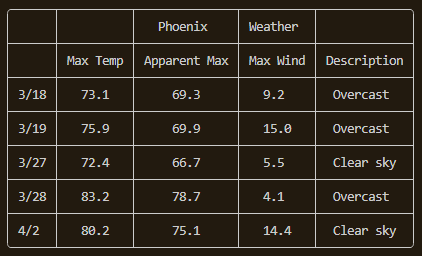 Phoenix Weather
Max Temp Apparent Max Max Wind Description
3/18 73.1 69.3 9.2 Overcast
3/19 75.9 69.9 15.0 Overcast
3/27 72.4 66.7 5.5 Clear sky
3/28 83.2 78.7 4.1 Overcast
4/2 80.2 75.1 14.4 Clear sky